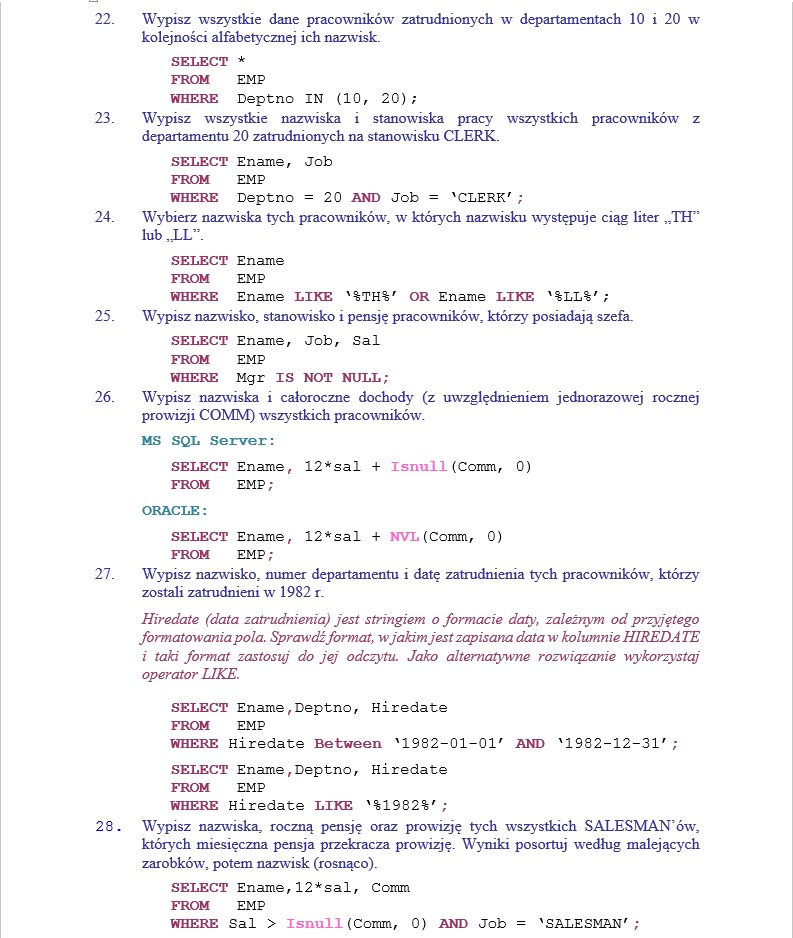 22. Wypisz wszystkie dane pracowników zatrudnionych w departamentach 10 i 20 w
kolejności alfabetycznej ich nazwisk.
SELECT *
FROM EMP
WHERE Deptno IN (10, 20);
23. Wypisz wszystkie nazwiska i stanowiska pracy wszystkich pracowników z
departamentu 20 zatrudnionych na stanowisku CLERK.
SELECT Ename, Job
FROM EMP
WHERE Deptno = 20 AND Job = ‘CLERK’;
24. Wybierz nazwiska tych pracowników, w których nazwisku występuje ciąg liter „TH”
lub „LL”.
SELECT Ename
FROM EMP
WHERE Ename LIKE ‘%TH%’ OR Ename LIKE ‘%LL%’;
25. Wypisz nazwisko, stanowisko i pensję pracowników, którzy posiadają szefa.
SELECT Ename, Job, Sal
FROM EMP
WHERE Mgr IS NOT NULL;
26. Wypisz nazwiska i całoroczne dochody (z uwzględnieniem jednorazowej rocznej
prowizji COMM) wszystkich pracowników.
MS SQL Server:
SELECT Ename, 12*sal + Isnull(Comm, 0)
FROM EMP;
ORACLE:
SELECT Ename, 12*sal + NVL(Comm, 0)
FROM EMP;
27. Wypisz nazwisko, numer departamentu i datę zatrudnienia tych pracowników, którzy
zostali zatrudnieni w 1982 r.
Hiredate (data zatrudnienia) jest stringiem o formacie daty, zależnym od przyjętego
formatowania pola. Sprawdź format, w jakim jest zapisana data w kolumnie HIREDATE
i taki format zastosuj do jej odczytu. Jako alternatywne rozwiązanie wykorzystaj
operator LIKE.
SELECT Ename,Deptno, Hiredate
FROM EMP
WHERE Hiredate Between ‘1982-01-01’ AND ‘1982-12-31’;
SELECT Ename,Deptno, Hiredate
FROM EMP
WHERE Hiredate LIKE ‘%1982%’;
28. Wypisz nazwiska, roczną pensję oraz prowizję tych wszystkich SALESMAN’ów,
których miesięczna pensja przekracza prowizję. Wyniki posortuj według malejących
zarobków, potem nazwisk (rosnąco).
SELECT Ename,12*sal, Comm
FROM EMP
WHERE Sal > Isnull(Comm, 0) AND Job = ‘SALESMAN’;